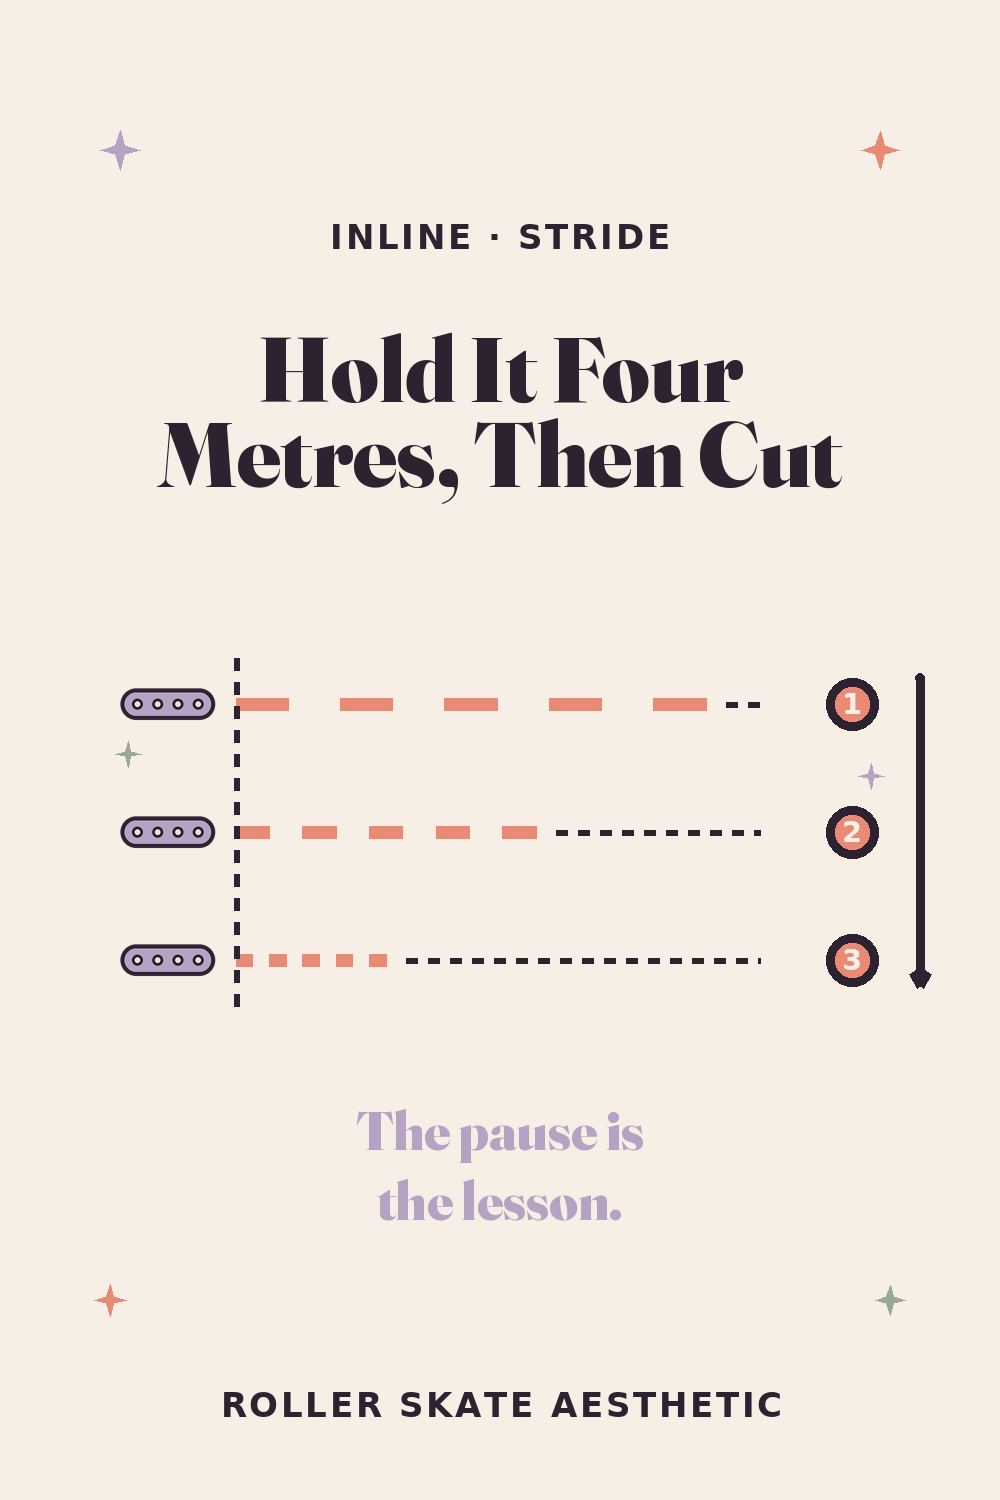 INLINE · STRIDE
Hold It Four
Metres, Then Cut
1
2
3
The pause is
the lesson.
ROLLER SKATE AESTHETIC